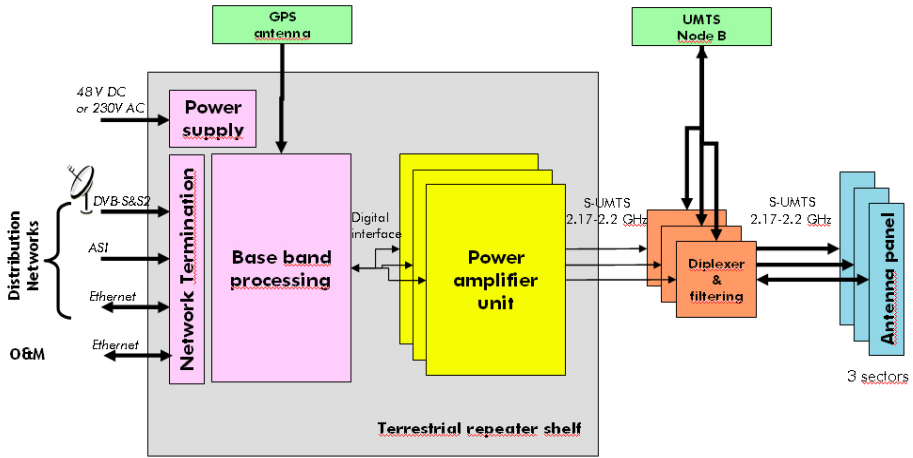 GPS
antenna
UMTS
Node B
48V DC
or 230V AC
Power
supply
Distribution
Networks
DVB-S&S2
ASI
Ethernet
O&M
Ethernet
Network Termination
Base band
processing
Digital
interface
Power
amplifier
unit
S-UMTS
2.17-2.2 GHz
Diplexer
&
filtering
S-UMTS
2.17-2.2 GHz
Antenna panel
3 sectors
Terrestrial repeater shelf